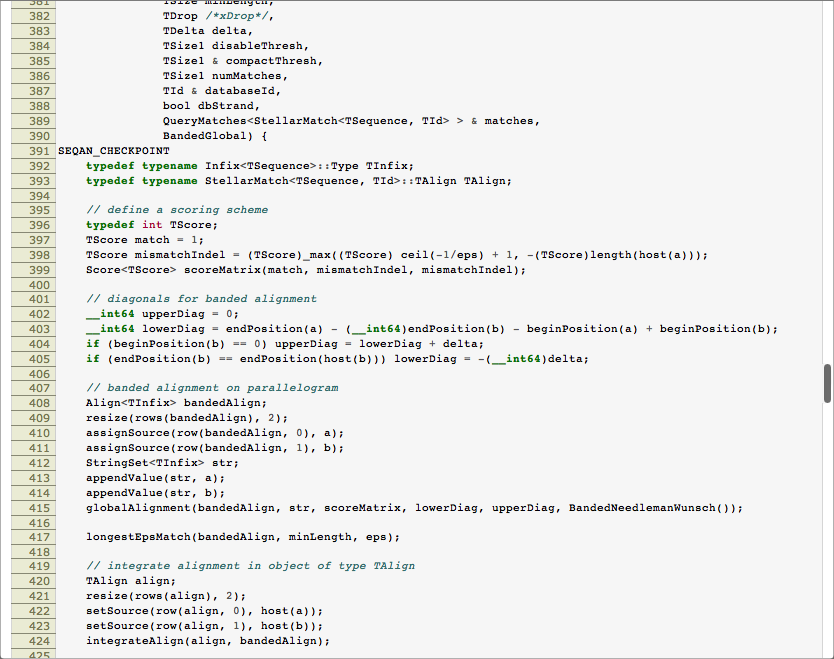 381 TSize minLength,
382 TDrop /*xDrop*/,
383 TDelta delta,
384 TSize1 disableThresh,
385 TSize1 & compactThresh,
386 TSize1 numMatches,
387 TId & databaseId,
388 bool dbStrand,
389 QueryMatches<StellarMatch<TSequence, TId> > & matches,
390 BandedGlobal) {
391 SEQAN_CHECKPOINT
392 typedef typename Infix<TSequence>::Type TInfix;
393 typedef typename StellarMatch<TSequence, TId>::TAlign TAlign;
394
395 // define a scoring scheme
396 typedef int TScore;
397 TScore match = 1;
398 TScore mismatchIndel = (TScore)_max((TScore) ceil(-1/eps) + 1, -(TScore)length(host(a)));
399 Score<TScore> scoreMatrix(match, mismatchIndel, mismatchIndel);
400
401 // diagonals for banded alignment
402 __int64 upperDiag = 0;
403 __int64 lowerDiag = endPosition(a) - (__int64)endPosition(b) - beginPosition(a) + beginPosition(b);
404 if (beginPosition(b) == 0) upperDiag = lowerDiag + delta;
405 if (endPosition(b) == endPosition(host(b))) lowerDiag = -(__int64)delta;
406
407 // banded alignment on parallelogram
408 Align<TInfix> bandedAlign;
409 resize(rows(bandedAlign), 2);
410 assignSource(row(bandedAlign, 0), a);
411 assignSource(row(bandedAlign, 1), b);
412 StringSet<TInfix> str;
413 appendValue(str, a);
414 appendValue(str, b);
415 globalAlignment(bandedAlign, str, scoreMatrix, lowerDiag, upperDiag, BandedNeedlemanWunsch());
416
417 longestEpsMatch(bandedAlign, minLength, eps);
418
419 // integrate alignment in object of type TAlign
420 TAlign align;
421 resize(rows(align), 2);
422 setSource(row(align, 0), host(a));
423 setSource(row(align, 1), host(b));
424 integrateAlign(align, bandedAlign);
425